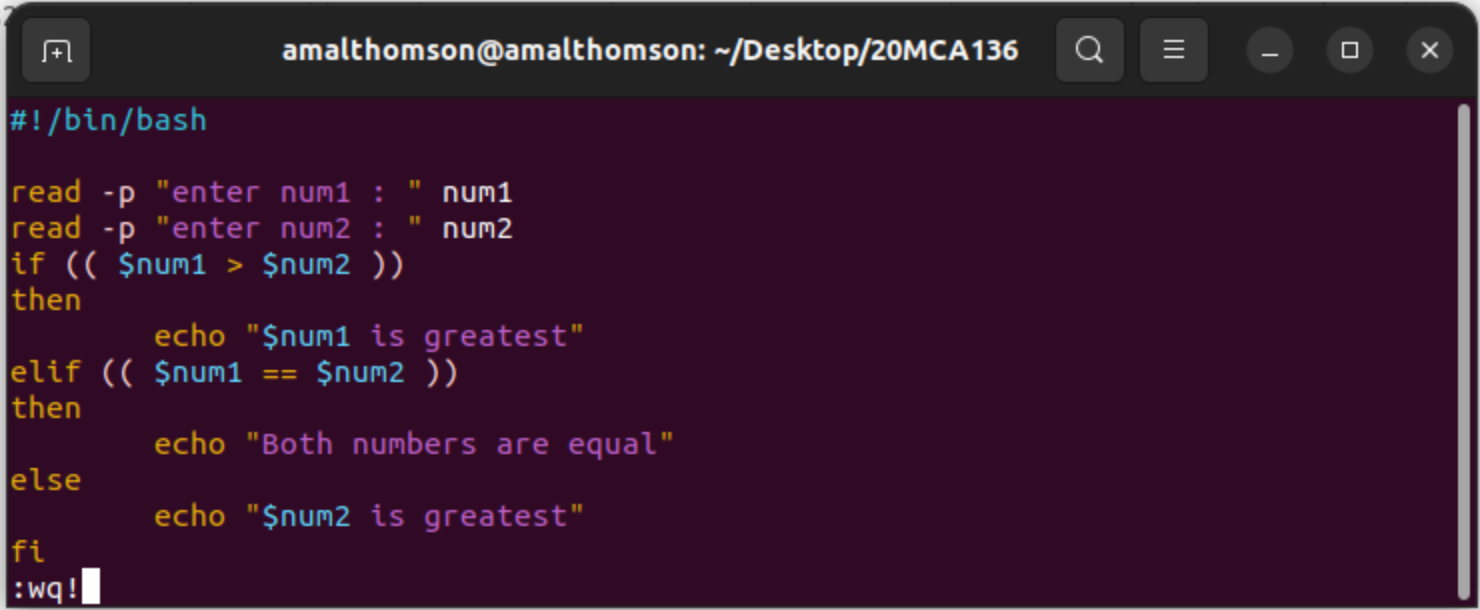 amalthomson@amalthomson: ~/Desktop/20MCA136
#!/bin/bash
read -p "enter num1 : " num1
read -p "enter num2 : " num2
if (( $num1 > $num2 ))
then
        echo "$num1 is greatest"
elif (( $num1 == $num2 ))
then
        echo "Both numbers are equal"
else
        echo "$num2 is greatest"
fi
:wq!